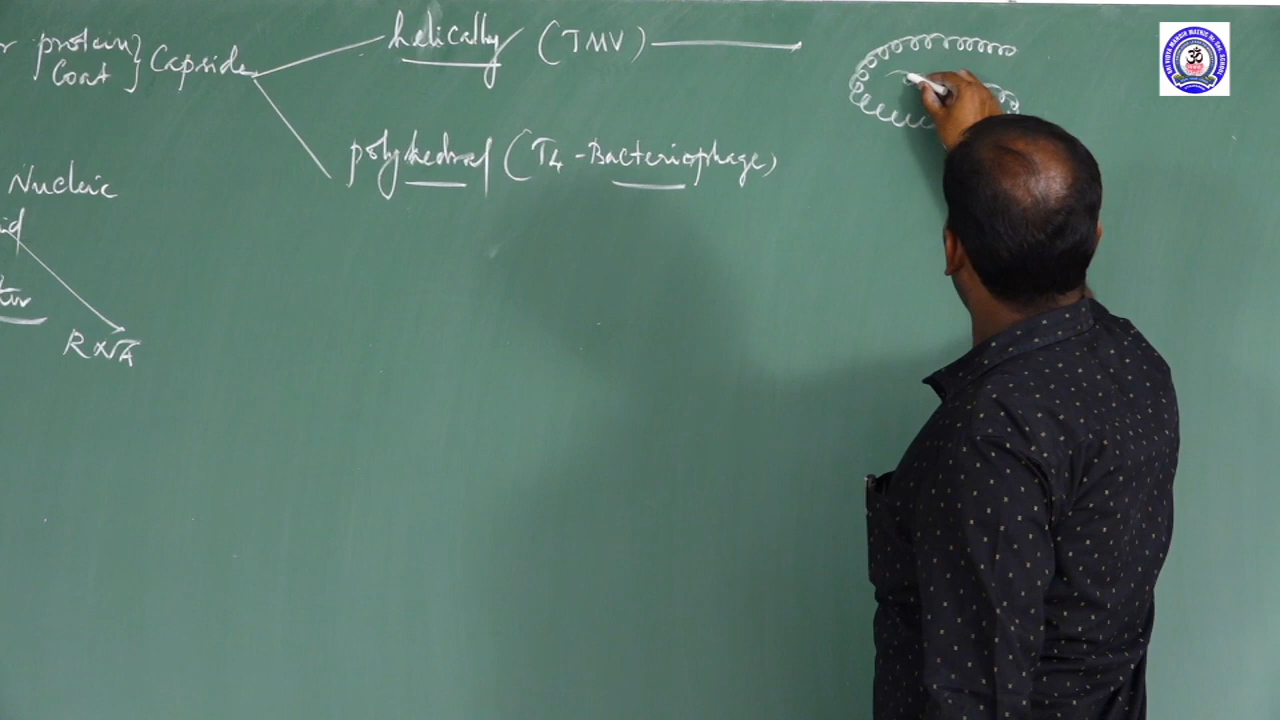 r protein} Capside helically (TMV)
Coat
polyhedral (T4 - Bacteriophage)
Nucleic
RNA